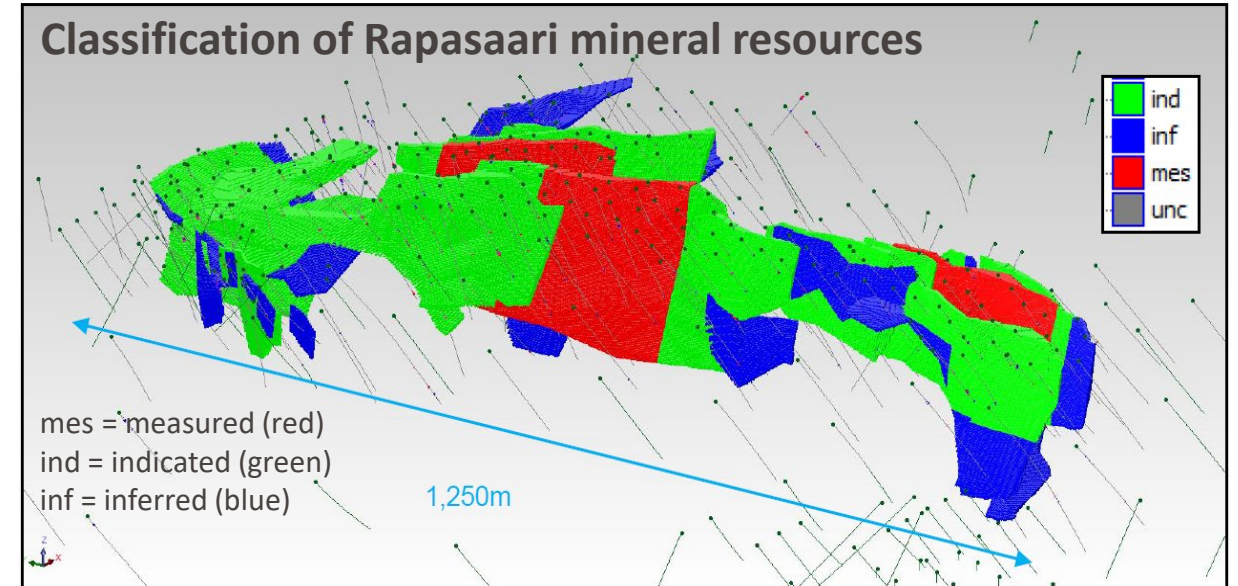 Classification of Rapasaari mineral resources
ind
inf
mes
unc
mes = measured (red)
ind = indicated (green)
inf = inferred (blue)
1,250m
z
x